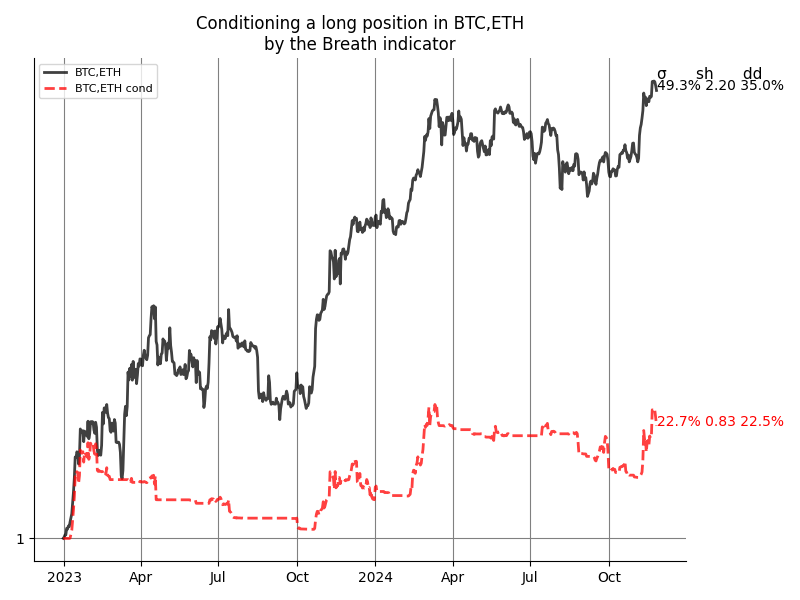 Conditioning a long position in BTC,ETH
by the Breath indicator
BTC,ETH
BTC,ETH cond
σ sh dd
49.3% 2.20 35.0%
22.7% 0.83 22.5%
1
2023 Apr Jul Oct 2024 Apr Jul Oct